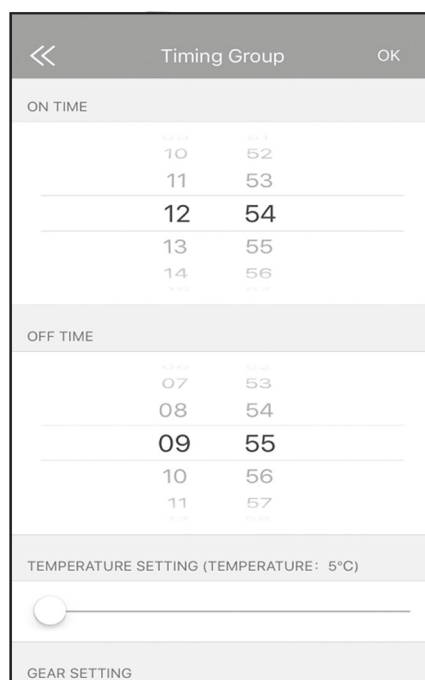 Timing Group OK
ON TIME
10 52
11 53
12 54
13 55
14 56
OFF TIME
07 53
08 54
09 55
10 56
11 57
TEMPERATURE SETTING (TEMPERATURE: 5°C)
GEAR SETTING